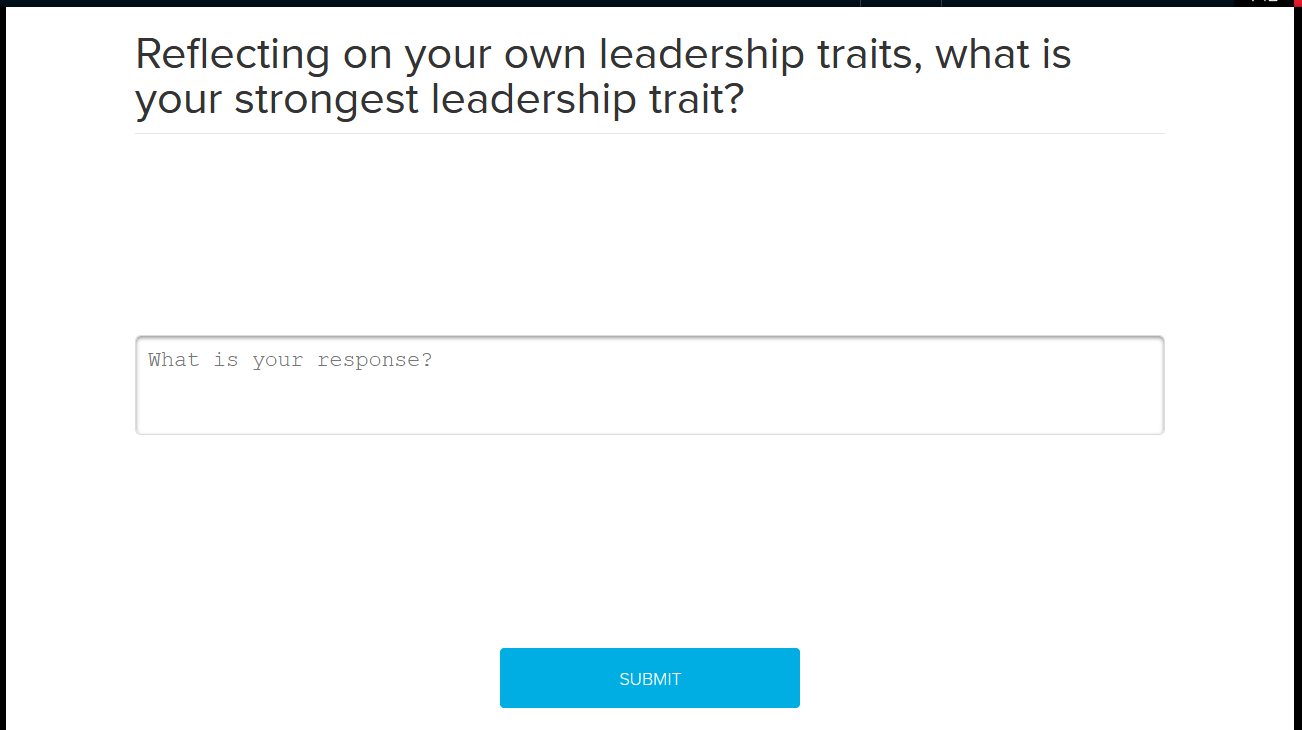 Reflecting on your own leadership traits, what is
your strongest leadership trait?
What is your response?
SUBMIT